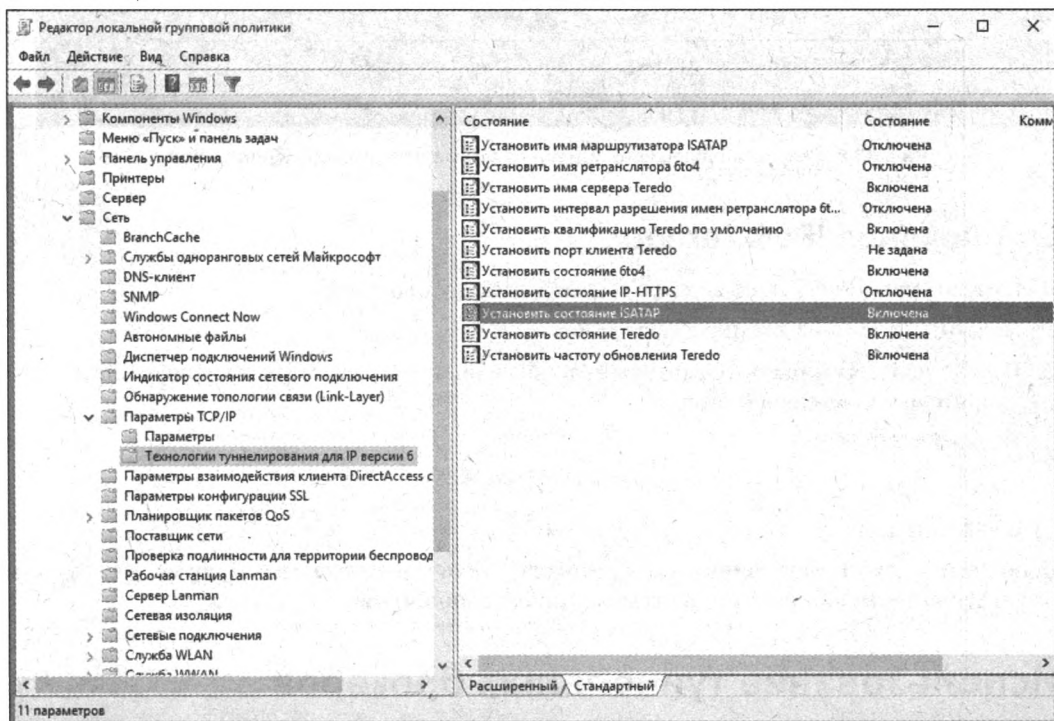 Редактор локальной групповой политики
Файл Действие Вид Справка
Компоненты Windows
Меню «Пуск» и панель задач
Панель управления
Принтеры
Сервер
Сеть
BranchCache
Службы одноранговых сетей Майкрософт
DNS-клиент
SNMP
Windows Connect Now
Автономные файлы
Диспетчер подключений Windows
Индикатор состояния сетевого подключения
Обнаружение топологии связи (Link-Layer)
Параметры TCP/IP
Параметры
Технологии туннелирования для IP версии 6
Параметры взаимодействия клиента DirectAccess с
Параметры конфигурации SSL
Планировщик пакетов QoS
Поставщик сети
Проверка подлинности для территории беспровод
Рабочая станция Lanman
Сервер Lanman
Сетевая изоляция
Сетевые подключения
Служба WLAN
Служба WWAN
Состояние Состояние Комм
Установить имя маршрутизатора ISATAP Отключена
Установить имя ретранслятора 6to4 Отключена
Установить имя сервера Teredo Включена
Установить интервал разрешения имен ретранслятора 6t... Отключена
Установить квалификацию Teredo по умолчанию Включена
Установить порт клиента Teredo Не задана
Установить состояние 6to4 Включена
Установить состояние IP-HTTPS Отключена
Установить состояние ISATAP Включена
Установить состояние Teredo Включена
Установить частоту обновления Teredo Включена
Расширенный Стандартный
11 параметров